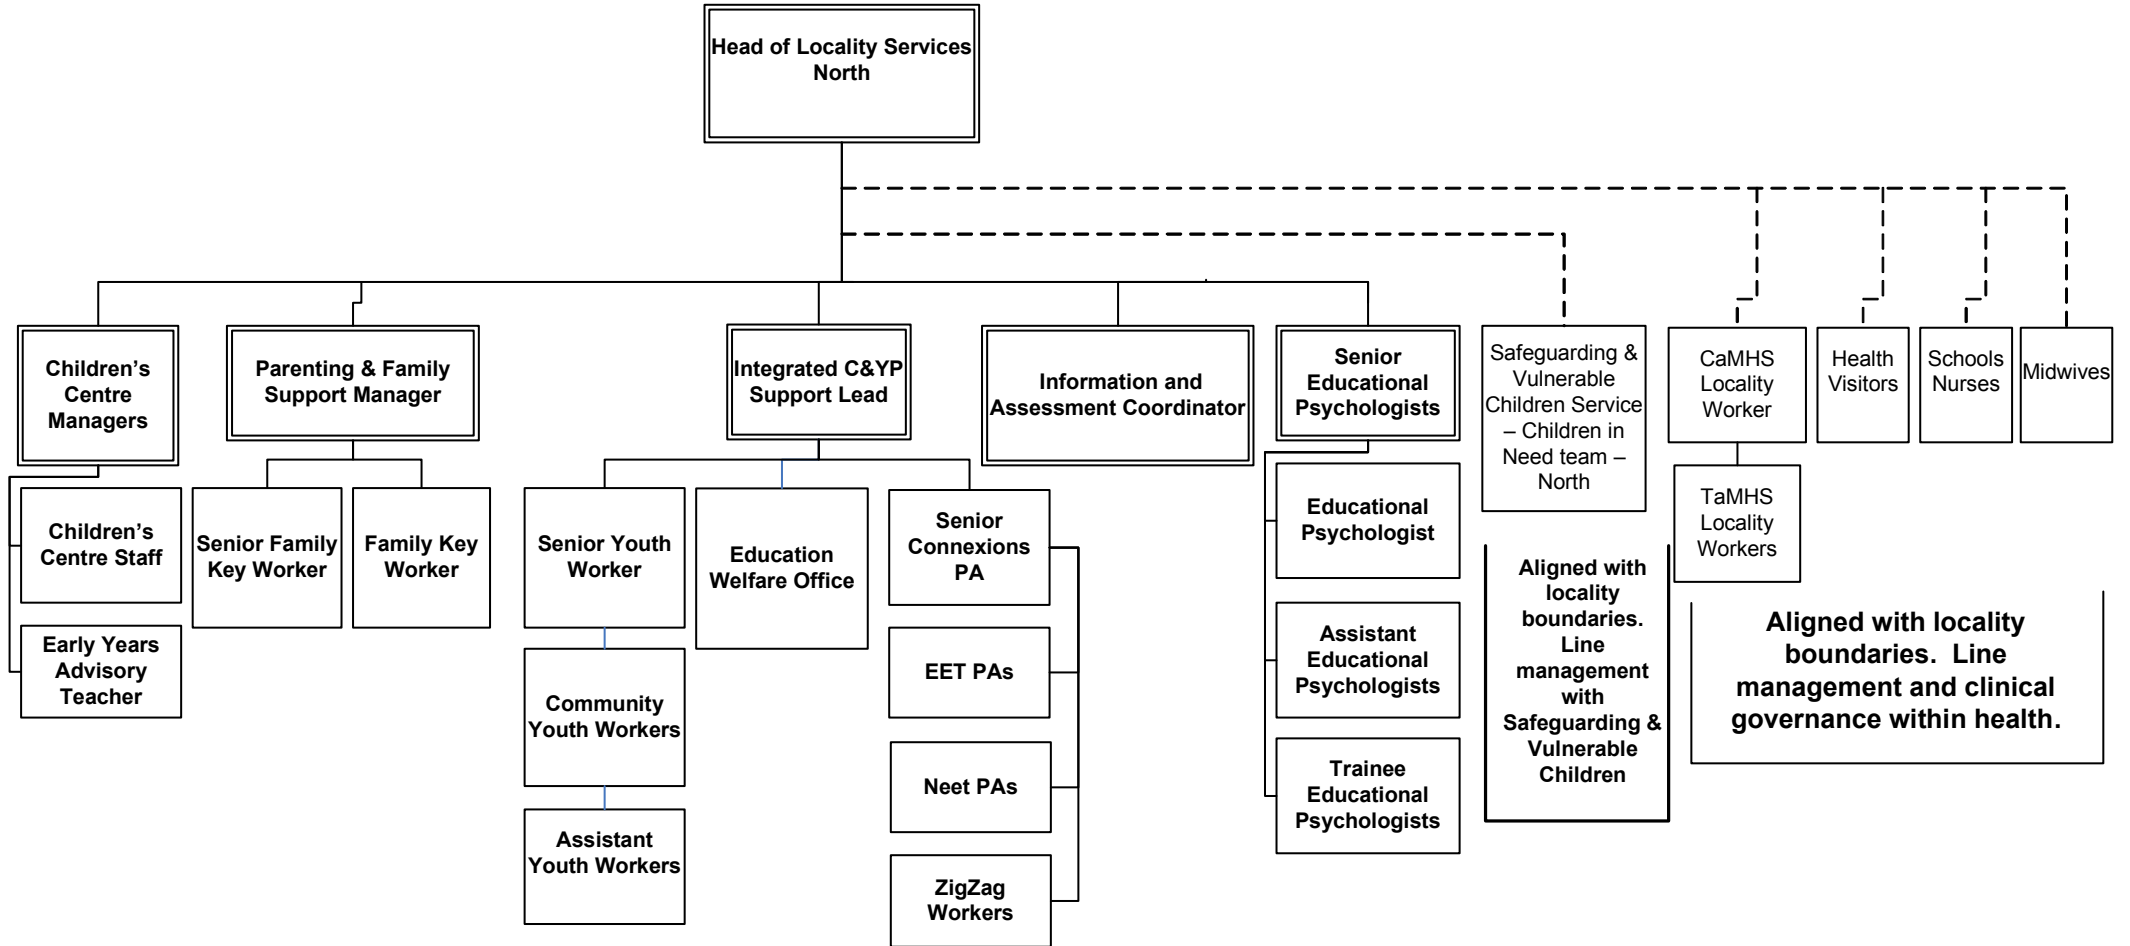 Head of Locality Services
North
Children’s
Centre
Managers
Parenting & Family
Support Manager
Integrated C&YP
Support Lead
Information and
Assessment Coordinator
Senior
Educational
Psychologists
Safeguarding &
Vulnerable
Children Service
– Children in
Need team –
North
CaMHS
Locality
Worker
Health
Visitors
Schools
Nurses
Midwives
Children’s
Centre Staff
Early Years
Advisory
Teacher
Senior Family
Key Worker
Family Key
Worker
Senior Youth
Worker
Community
Youth Workers
Assistant
Youth Workers
Education
Welfare Office
Senior
Connexions
PA
EET PAs
Neet PAs
ZigZag
Workers
Educational
Psychologist
Assistant
Educational
Psychologists
Trainee
Educational
Psychologists
Aligned with
locality
boundaries.
Line
management
with
Safeguarding &
Vulnerable
Children
TaMHS
Locality
Workers
Aligned with locality
boundaries.  Line
management and clinical
governance within health.